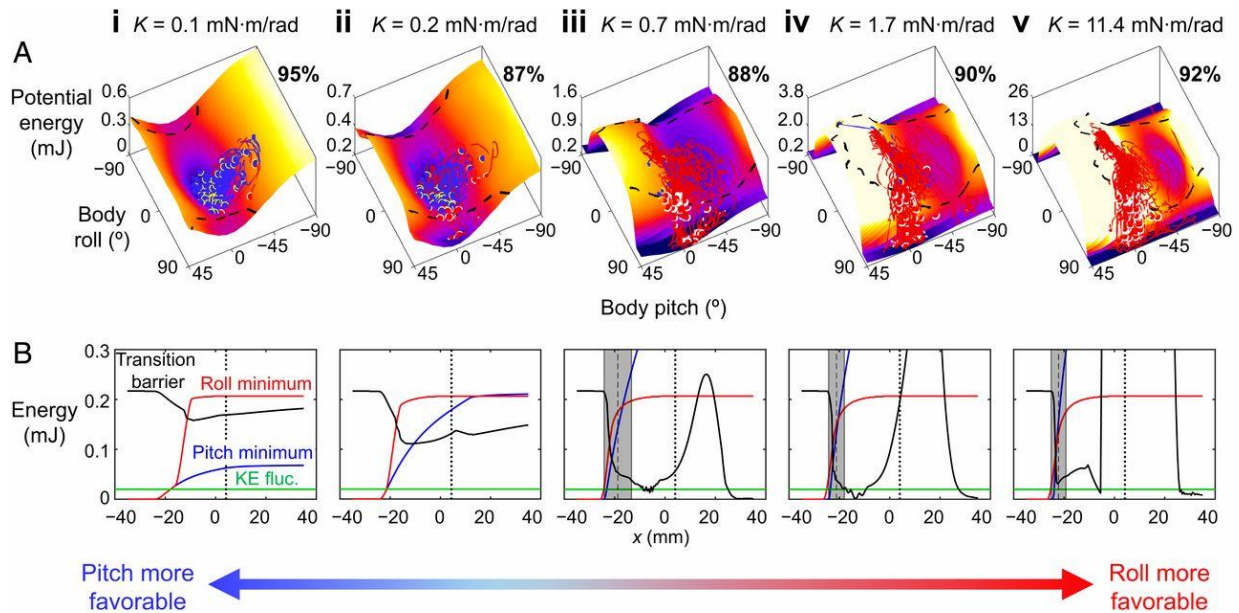 i K = 0.1 mN·m/rad
ii K = 0.2 mN·m/rad
iii K = 0.7 mN·m/rad
iv K = 1.7 mN·m/rad
v K = 11.4 mN·m/rad
A
95%
87%
88%
90%
92%
Potential
energy
(mJ)
0.6
0.3
0
−90
0
90
45
0
−45
−90
0.7
0.4
0.2
−90
0
90
45
0
−45
−90
1.6
0.9
0.2
−90
0
90
45
0
−45
−90
3.8
2.0
0.2
−90
0
90
45
0
−45
−90
26
13
0
−90
0
90
45
0
−45
−90
Body
roll (º)
Body pitch (º)
B
Energy
(mJ)
0.3
0.2
0.1
0
Transition
barrier
Roll minimum
Pitch minimum
KE fluc.
−40 −20 0 20 40
−40 −20 0 20 40
−40 −20 0 20 40
−40 −20 0 20 40
−40 −20 0 20 40
x (mm)
Pitch more
favorable
Roll more
favorable